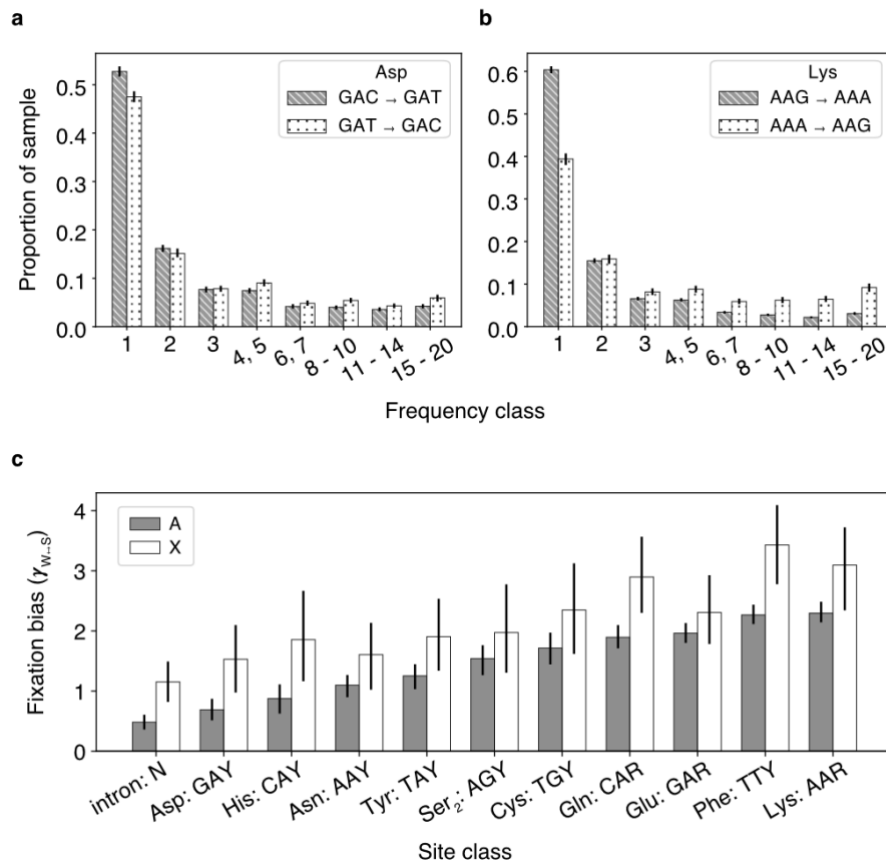 a
Proportion of sample
0.5
0.4
0.3
0.2
0.1
0.0
Asp
GAC → GAT
GAT → GAC
1
2
3
4, 5
6, 7
8 - 10
11 - 14
15 - 20
b
0.6
0.5
0.4
0.3
0.2
0.1
0.0
Lys
AAG → AAA
AAA → AAG
1
2
3
4, 5
6, 7
8 - 10
11 - 14
15 - 20
Frequency class
c
Fixation bias (γw↔s)
4
3
2
1
0
A
X
intron: N
Asp: GAY
His: CAY
Asn: AAY
Tyr: TAY
Ser₂: AGY
Cys: TGY
Gln: CAR
Glu: GAR
Phe: TTY
Lys: AAR
Site class